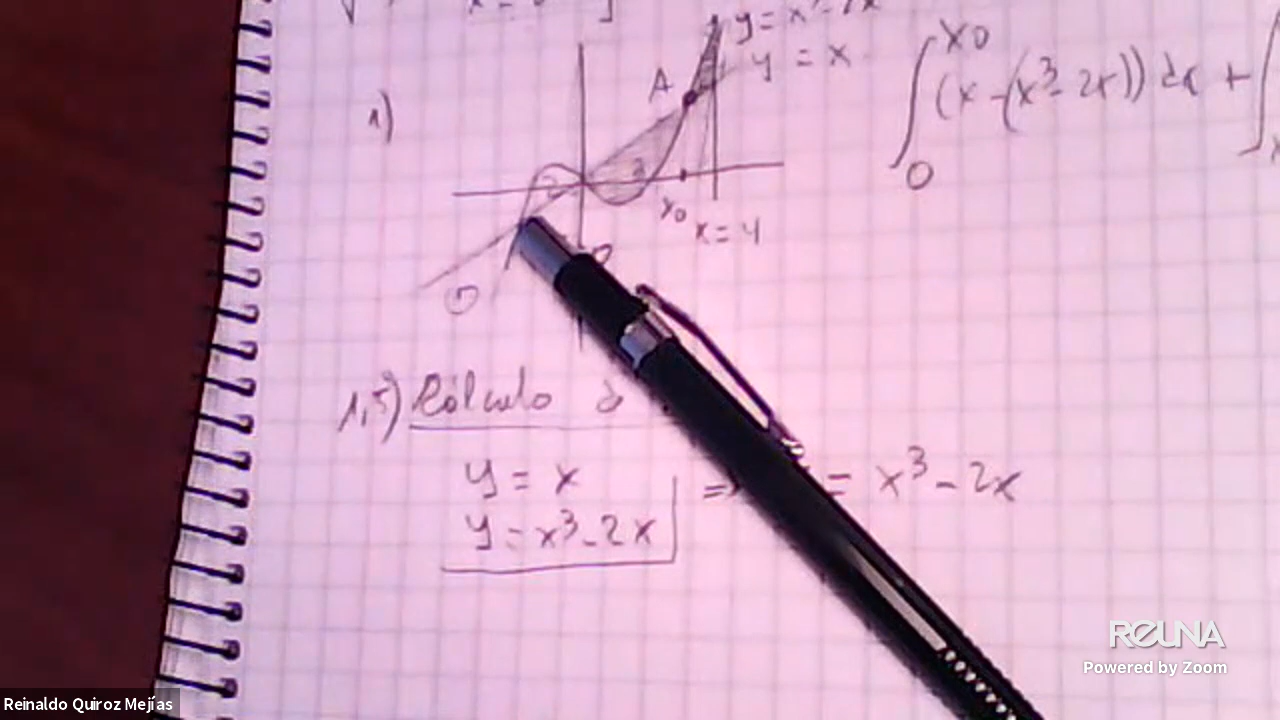 y = x³-2x
y = x
A
1)
∫₀^x0 (x-(x³-2x)) dx + ∫
x0
x=4
1,5) Cálculo d
y = x
y = x³-2x
⇒ = x³-2x
REUNA
Powered by Zoom
Reinaldo Quiroz Mejías